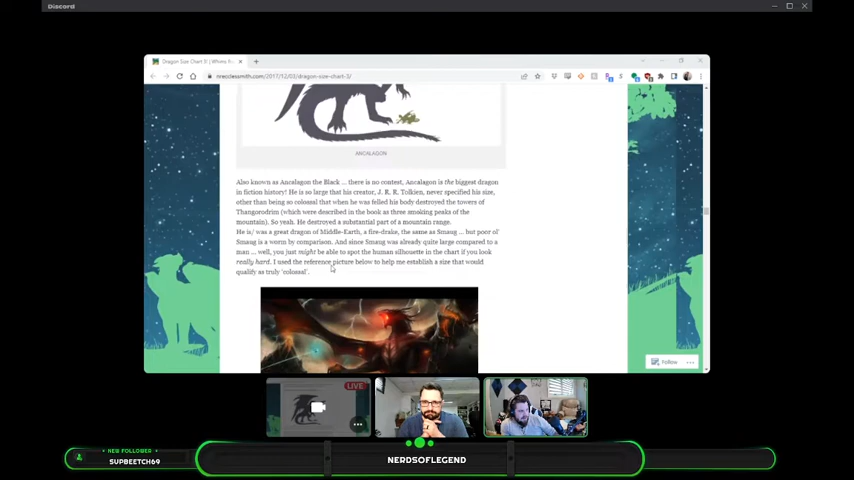 Discord
Dragon Size Chart 3! | Whims fro
nrecclessmith.com/2017/12/03/dragon-size-chart-3/
ANCALAGON
Also known as Ancalagon the Black ... there is no contest, Ancalagon is the biggest dragon
in fiction history! He is so large that his creator, J. R. R. Tolkien, never specified his size,
other than being so colossal that when he was felled his body destroyed the towers of
Thangorodrim (which were described in the book as three smoking peaks of the
mountain). So yeah. He destroyed a substantial part of a mountain range.
He is/ was a great dragon of Middle-Earth, a fire-drake, the same as Smaug ... but poor ol'
Smaug is a worm by comparison. And since Smaug was already quite large compared to a
man ... well, you just might be able to spot the human silhouette in the chart if you look
really hard. I used the reference picture below to help me establish a size that would
qualify as truly 'colossal'.
Follow
LIVE
NEW FOLLOWER
SUPBEETCH69
NERDSOFLEGEND